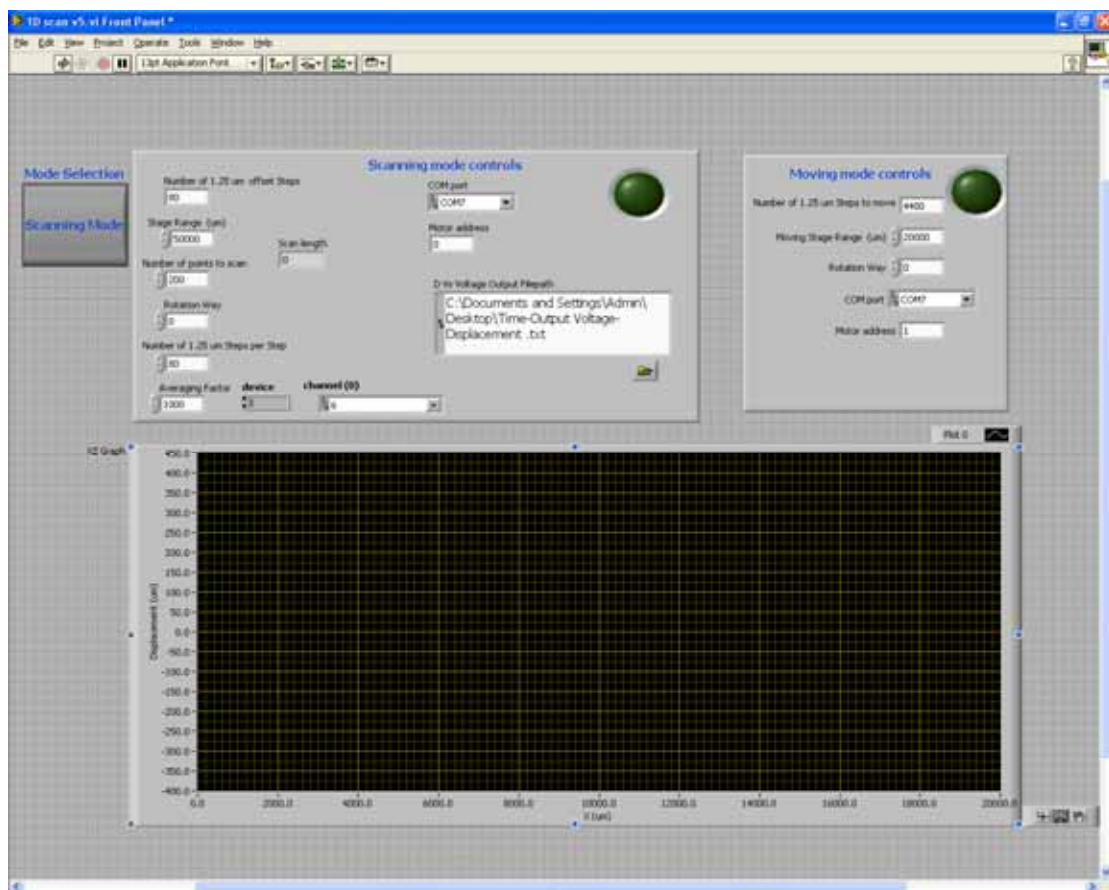 1D scan v5.vi Front Panel *
File Edit View Project Operate Tools Window Help
13pt Application Font
Mode Selection
Scanning Mode
Scanning mode controls
Number of 1.25 um offset Steps
80
Stage Range (um)
50000
Scan length
0
Number of points to scan
200
Rotation Way
0
Number of 1.25 um Steps per Step
80
Averaging Factor
1000
device
channel (0)
COM port
COM7
Motor address
0
D-Vo Voltage Output Filepath
C:\Documents and Settings\Admin\
Desktop\Time-Output Voltage-
Displacement .txt
Moving mode controls
Number of 1.25 um Steps to move 4400
Moving Stage Range (um) 20000
Rotation Way 0
COM port COM7
Motor address 1
Plot 0
XZ Graph
Displacement (um)
450.0
400.0
350.0
300.0
250.0
200.0
150.0
100.0
50.0
0.0
-50.0
-100.0
-150.0
-200.0
-250.0
-300.0
-350.0
-400.0
0.0 2000.0 4000.0 6000.0 8000.0 10000.0 12000.0 14000.0 16000.0 18000.0 20000.0
X (um)